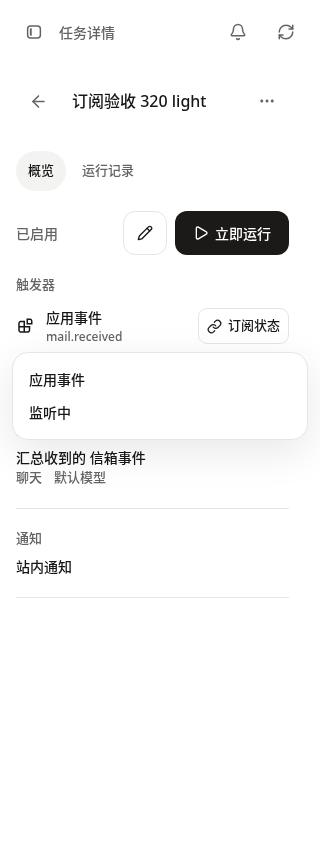 任务详情
订阅验收 320 light
概览
运行记录
已启用
立即运行
触发器
应用事件
mail.received
订阅状态
应用事件
监听中
汇总收到的 信箱事件
聊天 默认模型
通知
站内通知